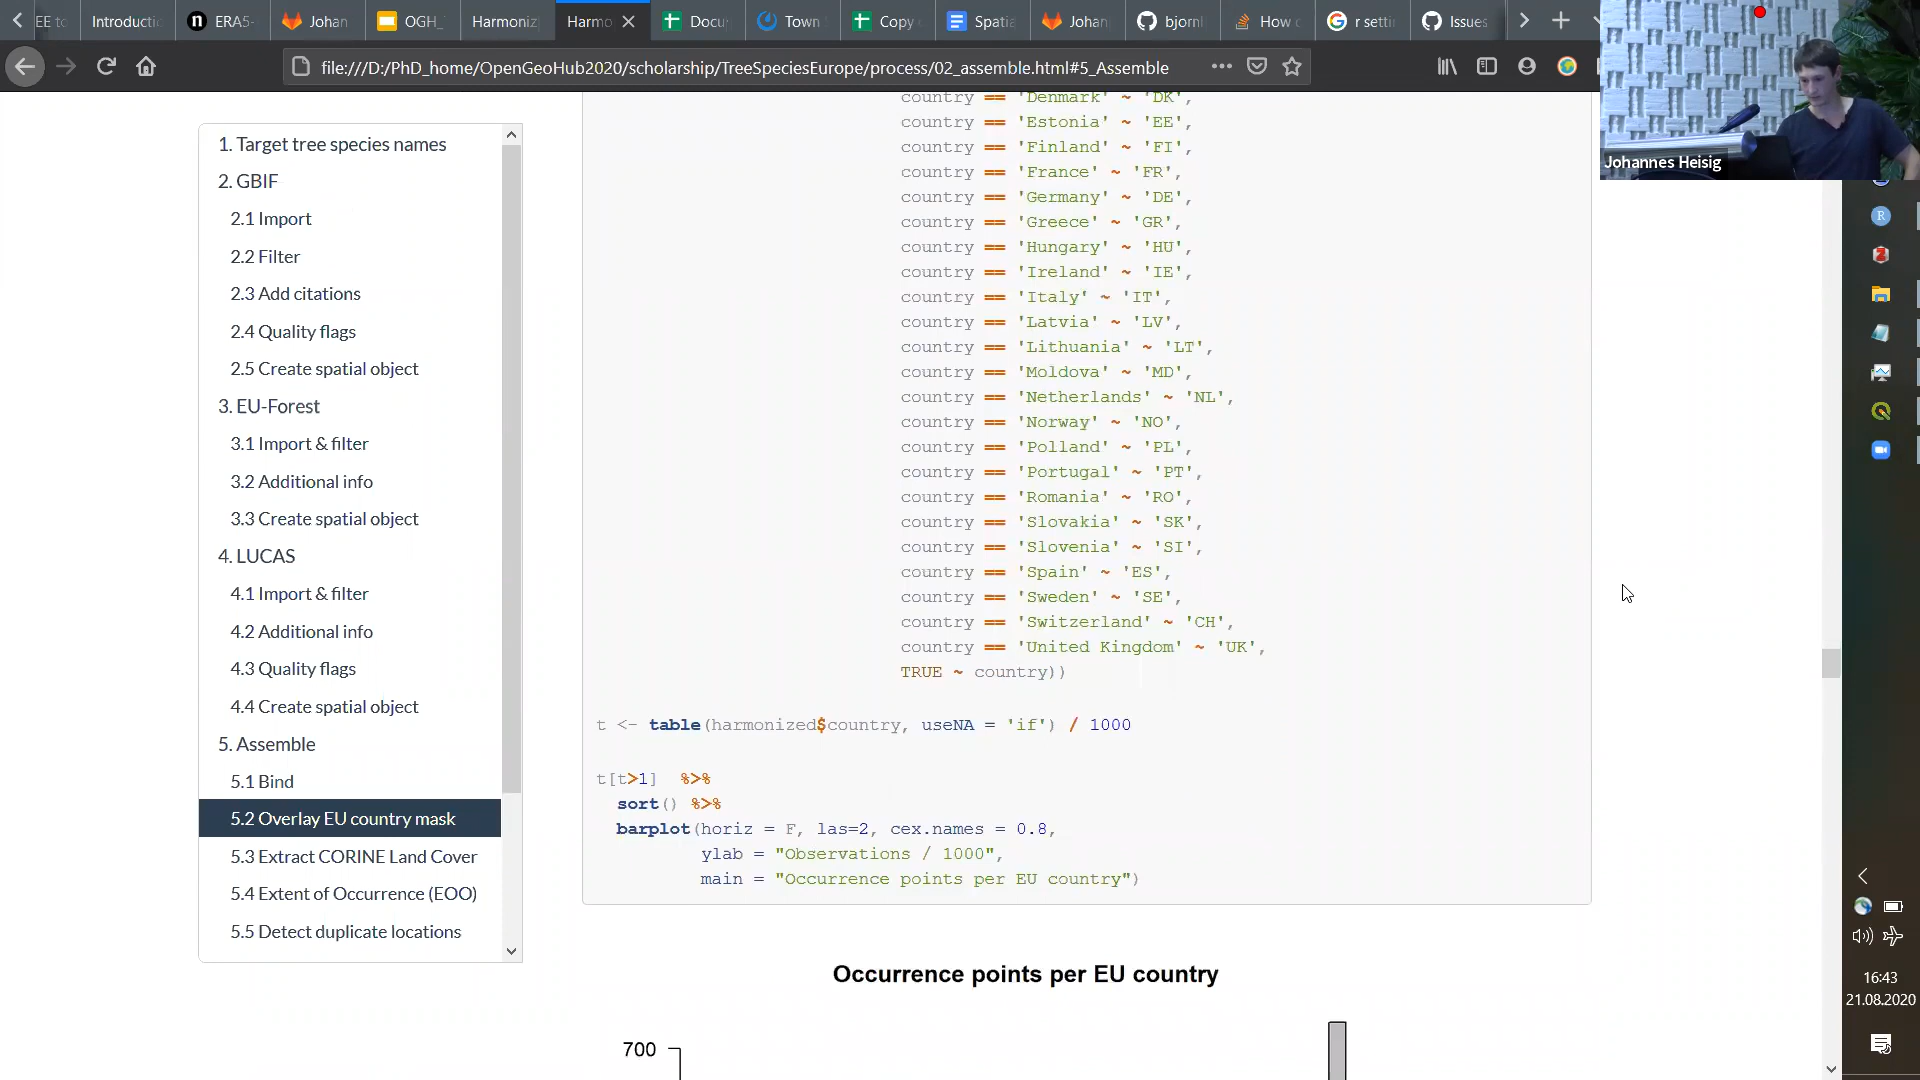 EE to
Introducti
ERA5-
Johan
OGH_
Harmoniz
Harmo
Docu
Town
Copy
Spatia
Johan
bjornl
How
r setti
Issues
file:///D:/PhD_home/OpenGeoHub2020/scholarship/TreeSpeciesEurope/process/02_assemble.html#5_Assemble
Johannes Heisig
1. Target tree species names
2. GBIF
2.1 Import
2.2 Filter
2.3 Add citations
2.4 Quality flags
2.5 Create spatial object
3. EU-Forest
3.1 Import & filter
3.2 Additional info
3.3 Create spatial object
4. LUCAS
4.1 Import & filter
4.2 Additional info
4.3 Quality flags
4.4 Create spatial object
5. Assemble
5.1 Bind
5.2 Overlay EU country mask
5.3 Extract CORINE Land Cover
5.4 Extent of Occurrence (EOO)
5.5 Detect duplicate locations
country == 'Denmark' ~ 'DK',
country == 'Estonia' ~ 'EE',
country == 'Finland' ~ 'FI',
country == 'France' ~ 'FR',
country == 'Germany' ~ 'DE',
country == 'Greece' ~ 'GR',
country == 'Hungary' ~ 'HU',
country == 'Ireland' ~ 'IE',
country == 'Italy' ~ 'IT',
country == 'Latvia' ~ 'LV',
country == 'Lithuania' ~ 'LT',
country == 'Moldova' ~ 'MD',
country == 'Netherlands' ~ 'NL',
country == 'Norway' ~ 'NO',
country == 'Polland' ~ 'PL',
country == 'Portugal' ~ 'PT',
country == 'Romania' ~ 'RO',
country == 'Slovakia' ~ 'SK',
country == 'Slovenia' ~ 'SI',
country == 'Spain' ~ 'ES',
country == 'Sweden' ~ 'SE',
country == 'Switzerland' ~ 'CH',
country == 'United Kingdom' ~ 'UK',
TRUE ~ country))
t <- table(harmonized$country, useNA = 'if') / 1000
t[t>1] %>%
sort() %>%
barplot(horiz = F, las=2, cex.names = 0.8,
ylab = "Observations / 1000",
main = "Occurrence points per EU country")
Occurrence points per EU country
700
16:43
21.08.2020